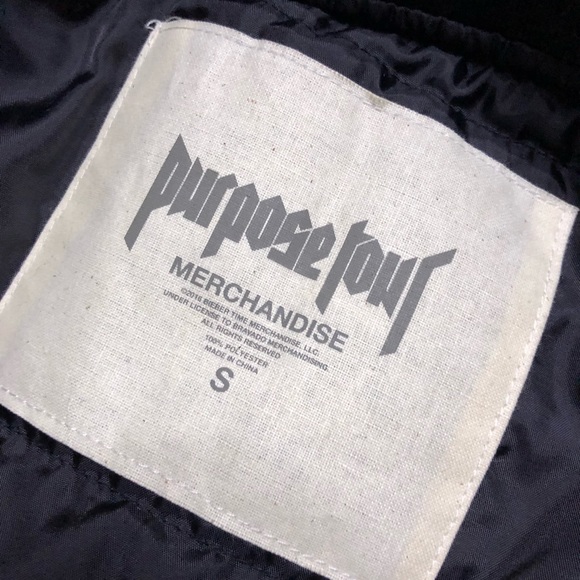 purpose tour
MERCHANDISE
©2016 BIEBER TIME MERCHANDISE, LLC.
UNDER LICENSE TO BRAVADO MERCHANDISING.
ALL RIGHTS RESERVED
100% POLYESTER
MADE IN CHINA
S